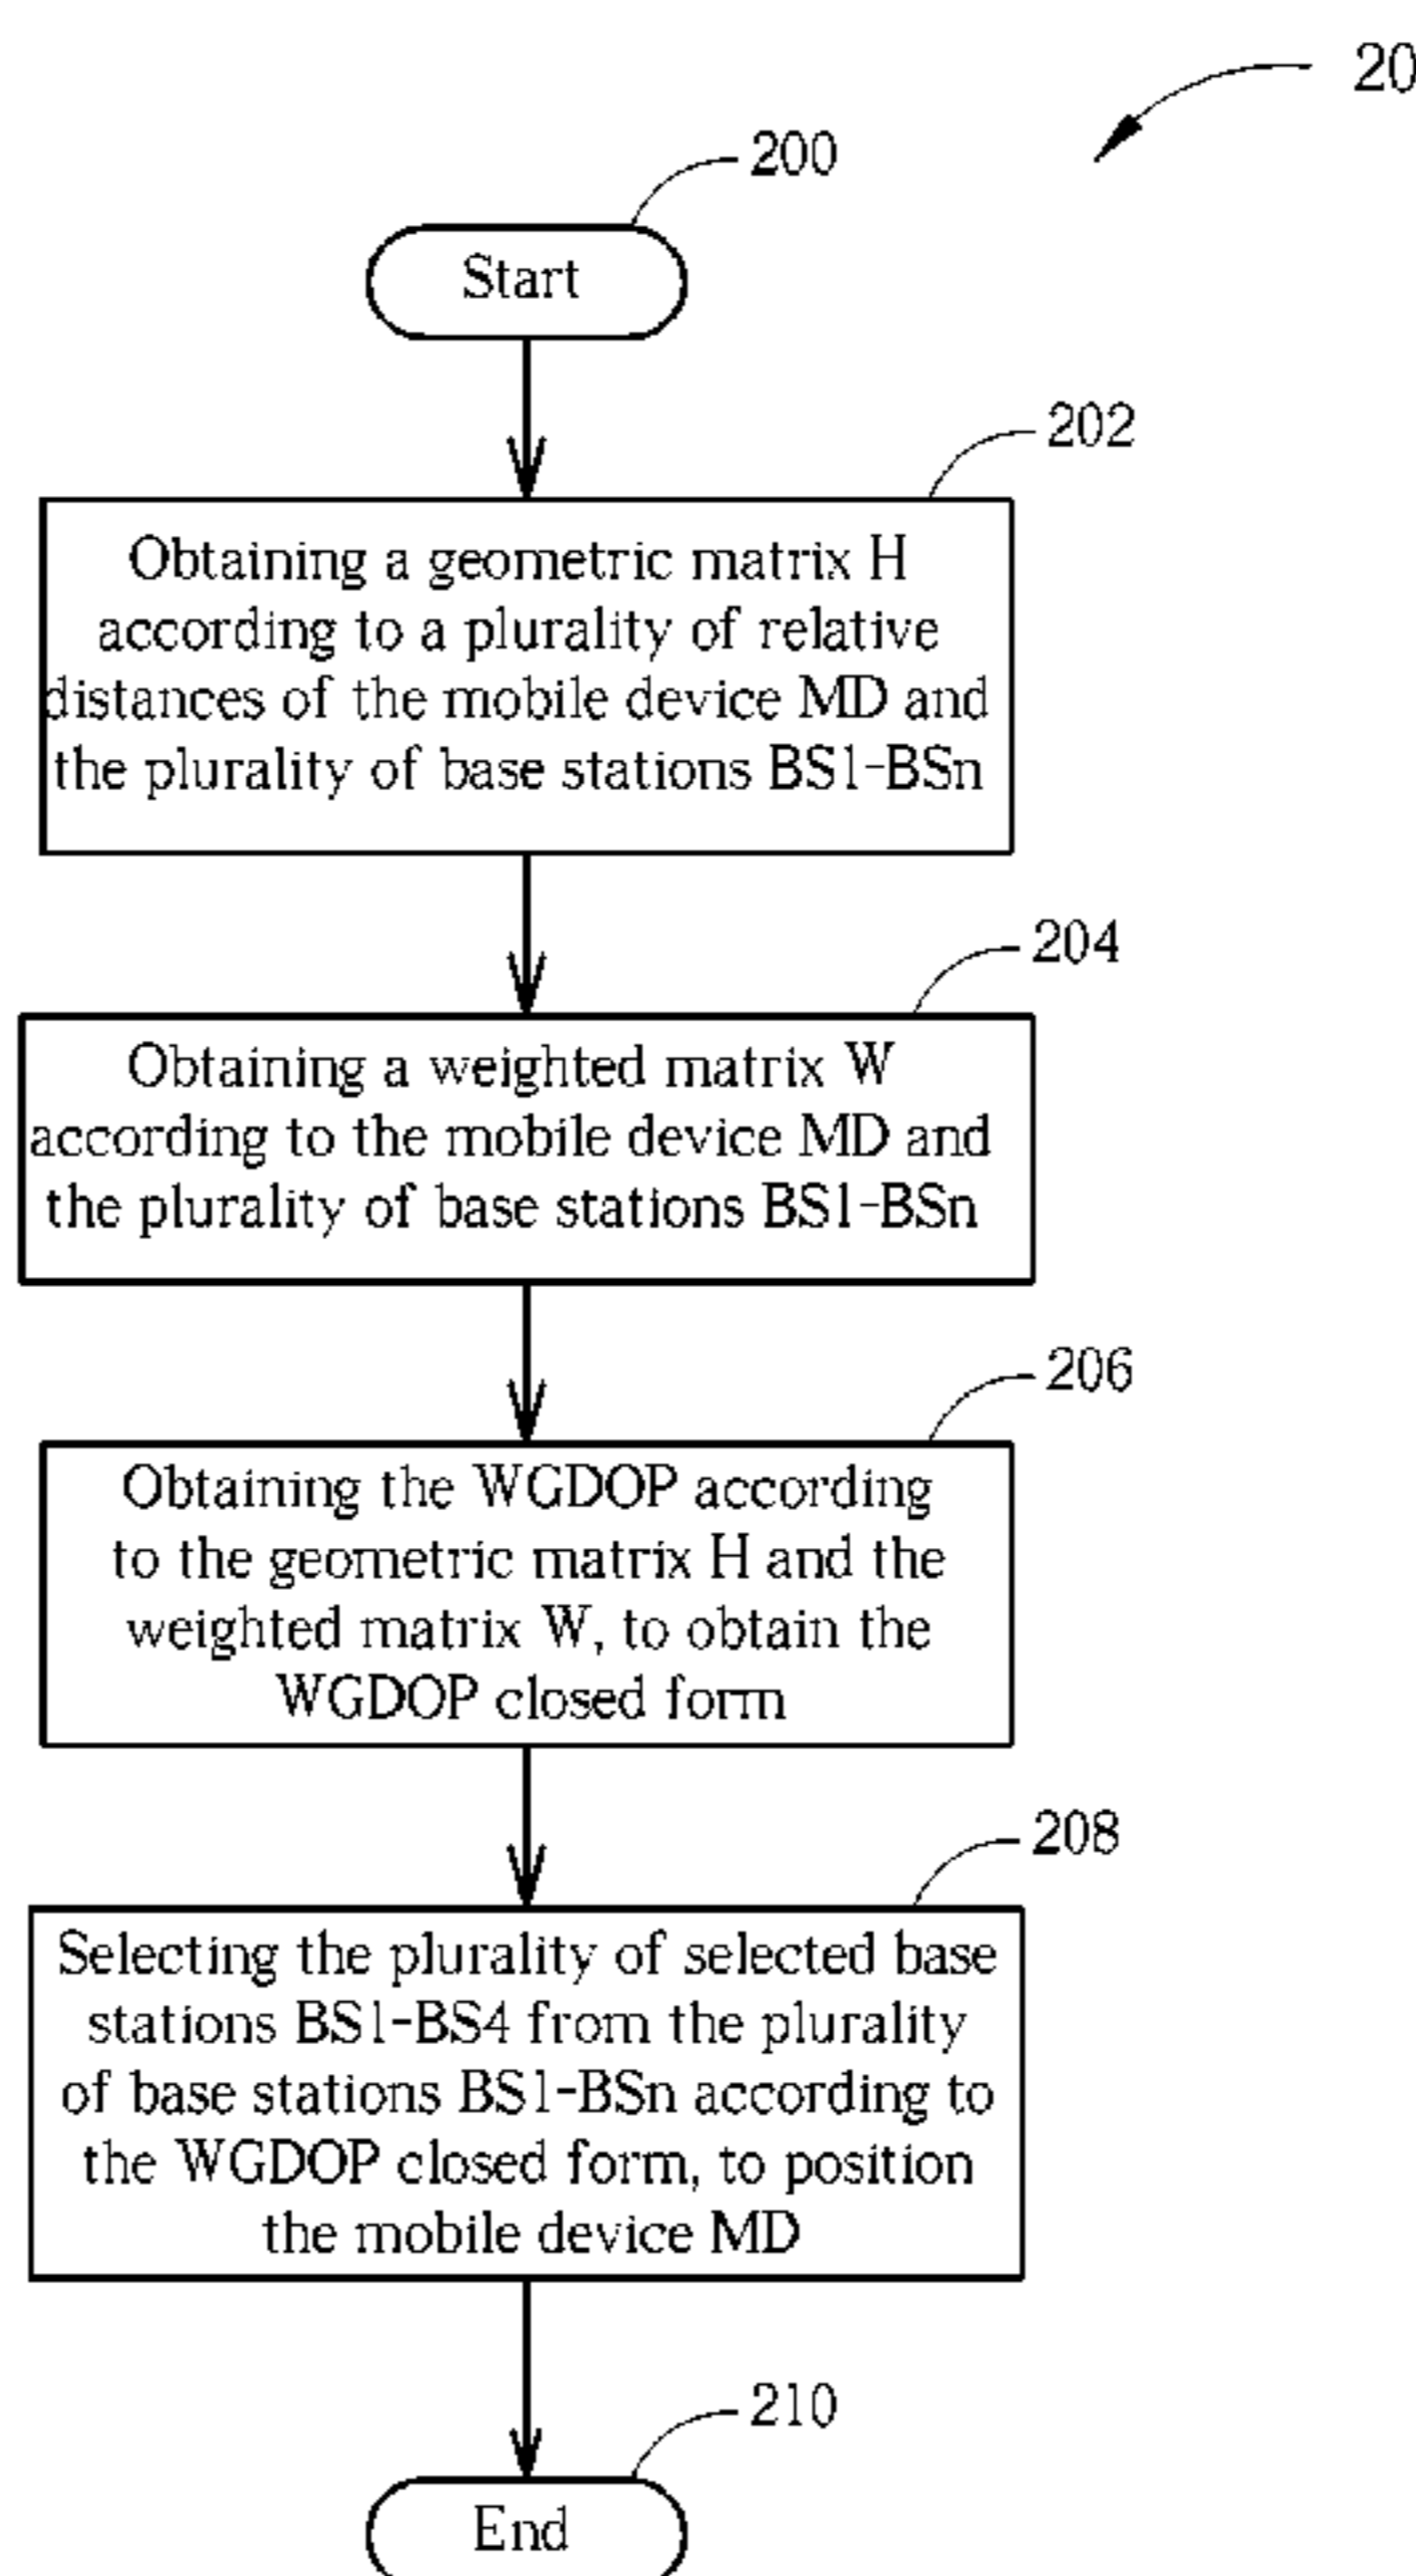 20
200
Start
202
Obtaining a geometric matrix H
according to a plurality of relative
distances of the mobile device MD and
the plurality of base stations BS1-BSn
204
Obtaining a weighted matrix W
according to the mobile device MD and
the plurality of base stations BS1-BSn
206
Obtaining the WGDOP according
to the geometric matrix H and the
weighted matrix W, to obtain the
WGDOP closed form
208
Selecting the plurality of selected base
stations BS1-BS4 from the plurality
of base stations BS1-BSn according to
the WGDOP closed form, to position
the mobile device MD
210
End